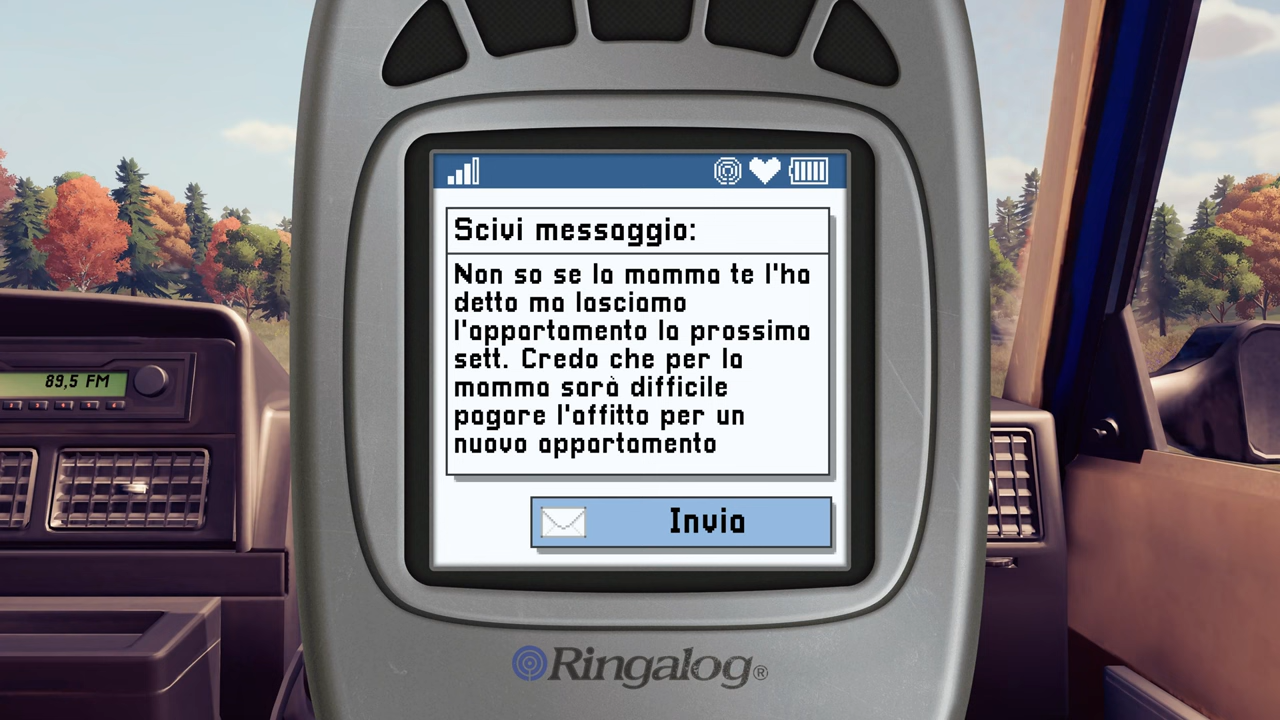 Scivi messaggio:
Non so se la mamma te l'ha
detto ma lasciamo
l'appartamento la prossima
sett. Credo che per la
mamma sarà difficile
pagare l'affitto per un
nuovo appartamento
89,5 FM
Invia
Ringalog®